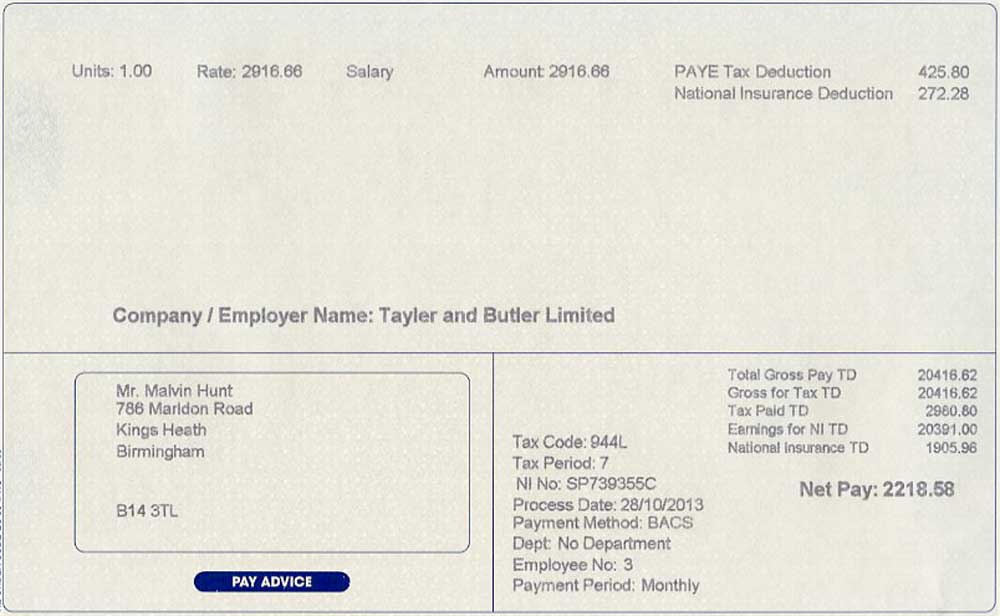 Units: 1.00 Rate: 2916.66 Salary Amount: 2916.66 PAYE Tax Deduction 425.80
National Insurance Deduction 272.28
Company / Employer Name: Tayler and Butler Limited
Mr. Malvin Hunt
786 Marldon Road
Kings Heath
Birmingham
B14 3TL
PAY ADVICE
Total Gross Pay TD 20416.62
Gross for Tax TD 20416.62
Tax Paid TD 2980.80
Earnings for NI TD 20391.00
National Insurance TD 1905.96
Tax Code: 944L
Tax Period: 7
NI No: SP739355C
Process Date: 28/10/2013
Payment Method: BACS
Dept: No Department
Employee No: 3
Payment Period: Monthly
Net Pay: 2218.58